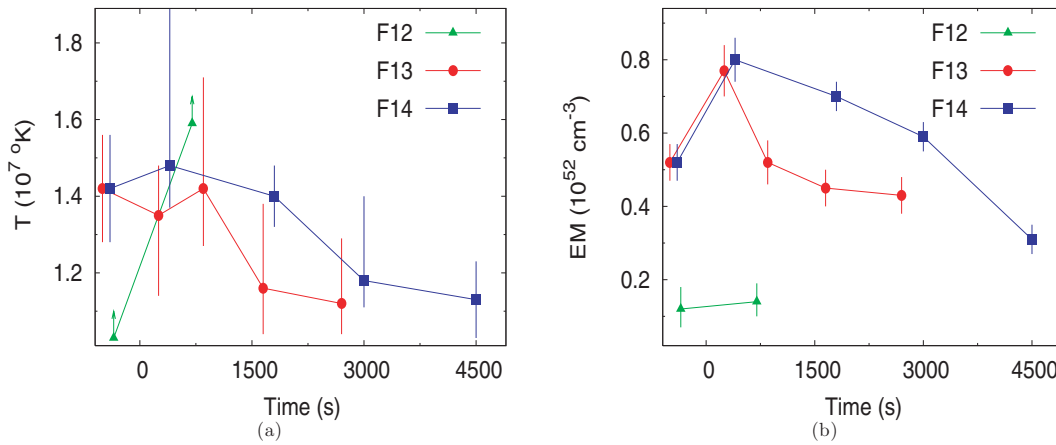 1.8
1.6
1.4
1.2
T (10⁷ ᵒK)
F12
F13
F14
0 1500 3000 4500
Time (s)
(a)
0.8
0.6
0.4
0.2
EM (10⁵² cm⁻³)
F12
F13
F14
0 1500 3000 4500
Time (s)
(b)